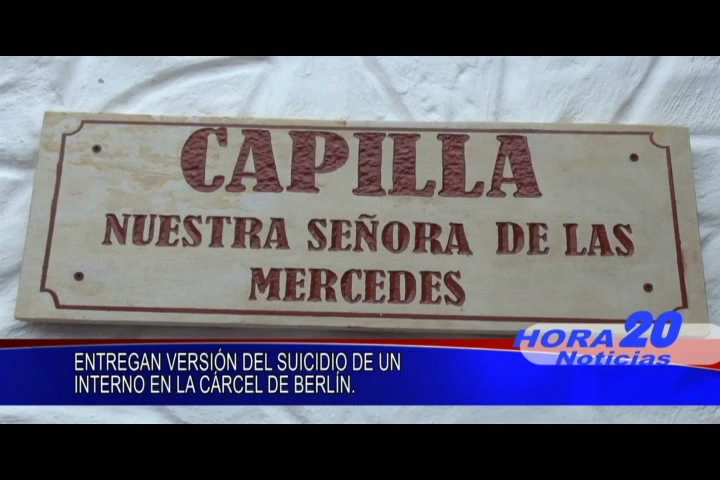 CAPILLA
NUESTRA SEÑORA DE LAS
MERCEDES
HORA 20
Noticias
ENTREGAN VERSIÓN DEL SUICIDIO DE UN
INTERNO EN LA CÁRCEL DE BERLÍN.